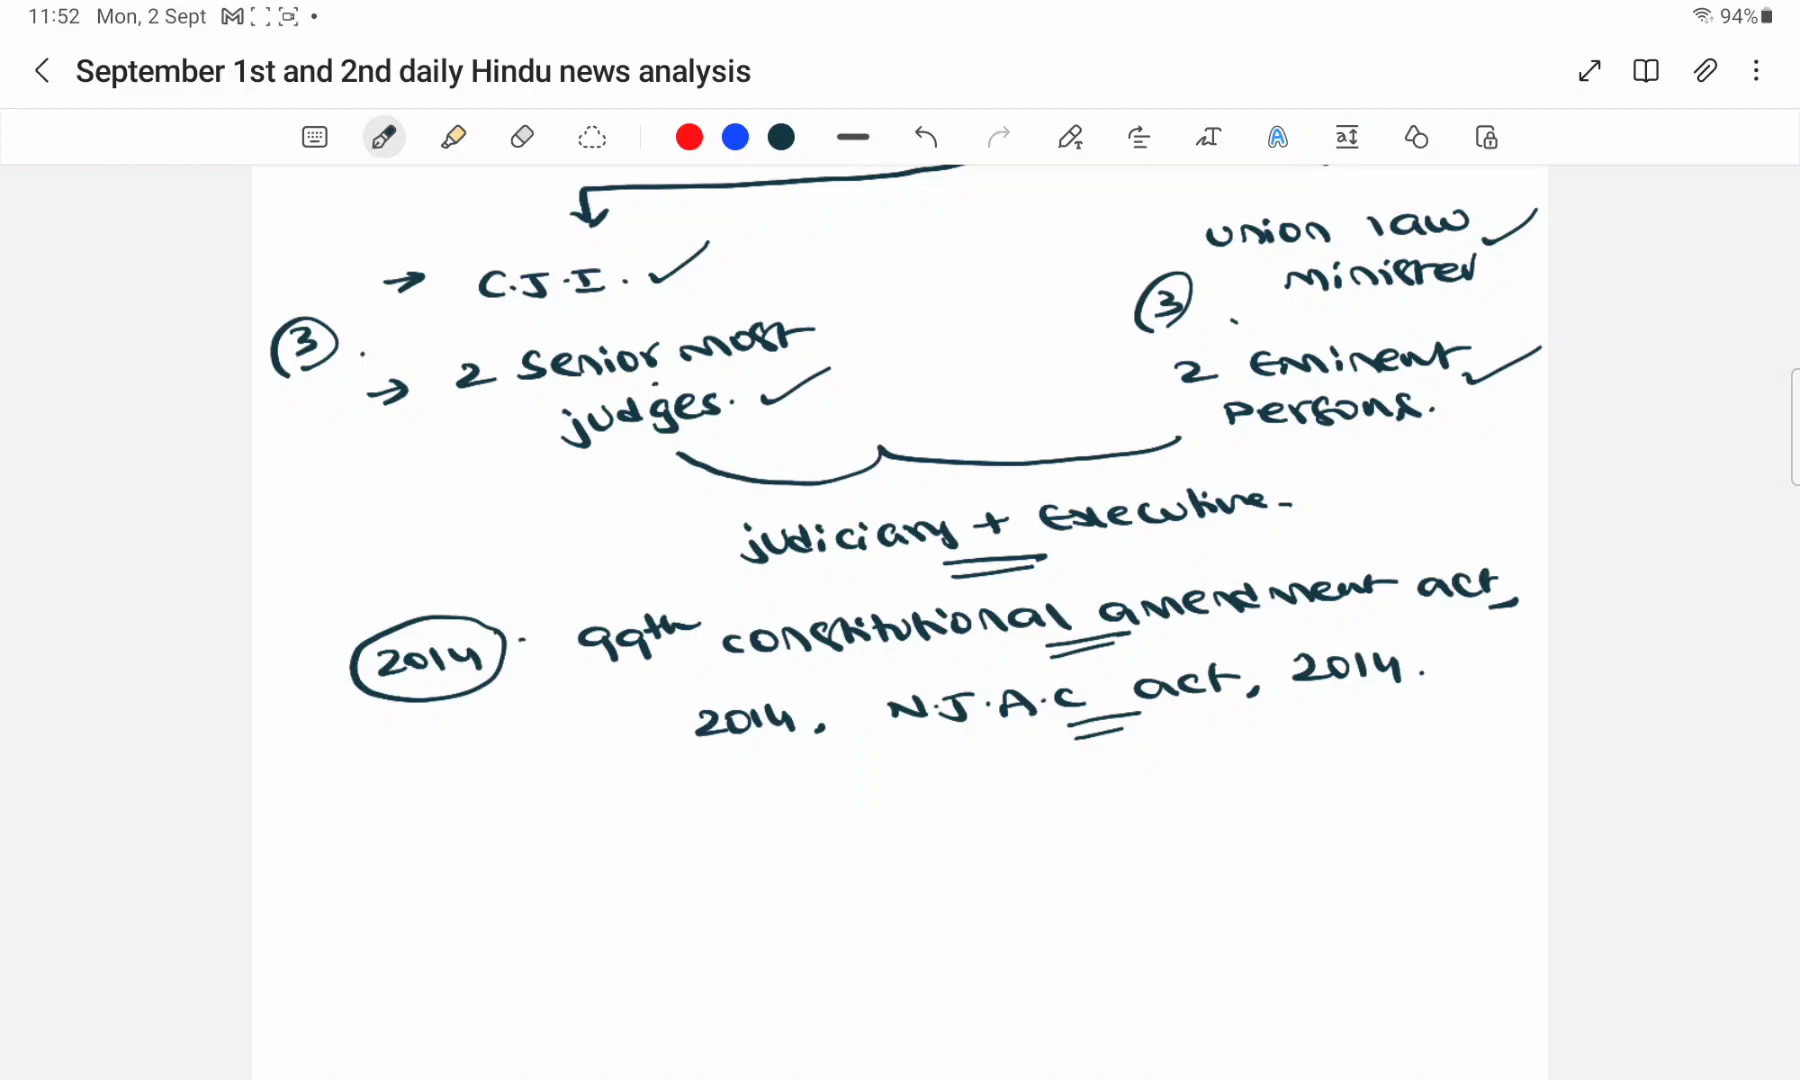 11:52 Mon, 2 Sept
94%
September 1st and 2nd daily Hindu news analysis
→ C.J.I.
3
→ 2 Senior most
judges.
union law
minister
3
2 Eminent
Persons.
judiciary + Executive-
2014. 99th constitutional amendment act,
2014, N.J.A.C act, 2014.